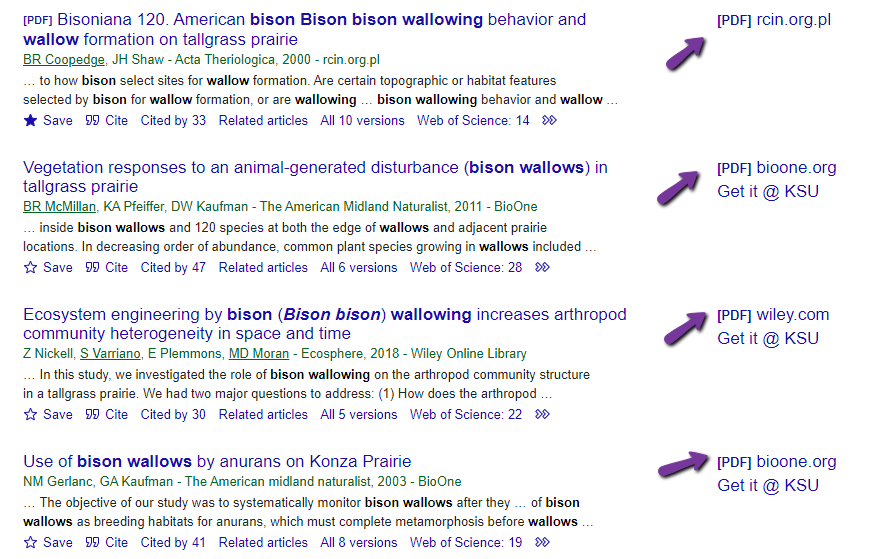 [PDF] Bisoniana 120. American bison Bison bison wallowing behavior and
wallow formation on tallgrass prairie
BR Coopedge, JH Shaw - Acta Theriologica, 2000 - rcin.org.pl
… to how bison select sites for wallow formation. Are certain topographic or habitat features
selected by bison for wallow formation, or are wallowing … bison wallowing behavior and wallow …
Save Cite Cited by 33 Related articles All 10 versions Web of Science: 14
[PDF] rcin.org.pl
Vegetation responses to an animal-generated disturbance (bison wallows) in
tallgrass prairie
BR McMillan, KA Pfeiffer, DW Kaufman - The American Midland Naturalist, 2011 - BioOne
… inside bison wallows and 120 species at both the edge of wallows and adjacent prairie
locations. In decreasing order of abundance, common plant species growing in wallows included …
Save Cite Cited by 47 Related articles All 6 versions Web of Science: 28
[PDF] bioone.org
Get it @ KSU
Ecosystem engineering by bison (Bison bison) wallowing increases arthropod
community heterogeneity in space and time
Z Nickell, S Varriano, E Plemmons, MD Moran - Ecosphere, 2018 - Wiley Online Library
… In this study, we investigated the role of bison wallowing on the arthropod community structure
in a tallgrass prairie. We had two major questions to address: (1) How does the arthropod …
Save Cite Cited by 30 Related articles All 5 versions Web of Science: 22
[PDF] wiley.com
Get it @ KSU
Use of bison wallows by anurans on Konza Prairie
NM Gerlanc, GA Kaufman - The American midland naturalist, 2003 - BioOne
… The objective of our study was to systematically monitor bison wallows after they … of bison
wallows as breeding habitats for anurans, which must complete metamorphosis before wallows …
Save Cite Cited by 41 Related articles All 8 versions Web of Science: 19
[PDF] bioone.org
Get it @ KSU